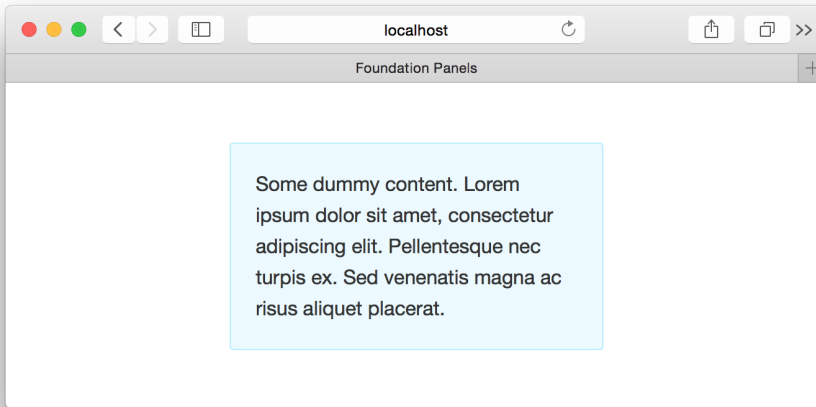 localhost
Foundation Panels
Some dummy content. Lorem
ipsum dolor sit amet, consectetur
adipiscing elit. Pellentesque nec
turpis ex. Sed venenatis magna ac
risus aliquet placerat.